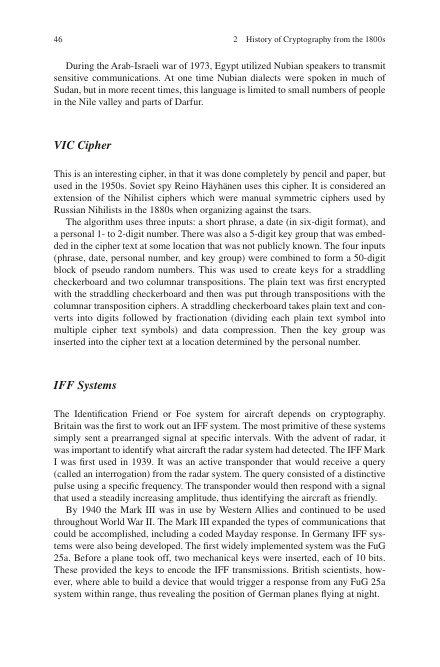 46 2 History of Cryptography from the 1800s
During the Arab-Israeli war of 1973, Egypt utilized Nubian speakers to transmit
sensitive communications. At one time Nubian dialects were spoken in much of
Sudan, but in more recent times, this language is limited to small numbers of people
in the Nile valley and parts of Darfur.
VIC Cipher
This is an interesting cipher, in that it was done completely by pencil and paper, but
used in the 1950s. Soviet spy Reino Häyhänen uses this cipher. It is considered an
extension of the Nihilist ciphers which were manual symmetric ciphers used by
Russian Nihilists in the 1880s when organizing against the tsars.
The algorithm uses three inputs: a short phrase, a date (in six-digit format), and
a personal 1- to 2-digit number. There was also a 5-digit key group that was embed-
ded in the cipher text at some location that was not publicly known. The four inputs
(phrase, date, personal number, and key group) were combined to form a 50-digit
block of pseudo random numbers. This was used to create keys for a straddling
checkerboard and two columnar transpositions. The plain text was first encrypted
with the straddling checkerboard and then was put through transpositions with the
columnar transposition ciphers. A straddling checkerboard takes plain text and con-
verts into digits followed by fractionation (dividing each plain text symbol into
multiple cipher text symbols) and data compression. Then the key group was
inserted into the cipher text at a location determined by the personal number.
IFF Systems
The Identification Friend or Foe system for aircraft depends on cryptography.
Britain was the first to work out an IFF system. The most primitive of these systems
simply sent a prearranged signal at specific intervals. With the advent of radar, it
was important to identify what aircraft the radar system had detected. The IFF Mark
I was first used in 1939. It was an active transponder that would receive a query
(called an interrogation) from the radar system. The query consisted of a distinctive
pulse using a specific frequency. The transponder would then respond with a signal
that used a steadily increasing amplitude, thus identifying the aircraft as friendly.
By 1940 the Mark III was in use by Western Allies and continued to be used
throughout World War II. The Mark III expanded the types of communications that
could be accomplished, including a coded Mayday response. In Germany IFF sys-
tems were also being developed. The first widely implemented system was the FuG
25a. Before a plane took off, two mechanical keys were inserted, each of 10 bits.
These provided the keys to encode the IFF transmissions. British scientists, how-
ever, where able to build a device that would trigger a response from any FuG 25a
system within range, thus revealing the position of German planes flying at night.